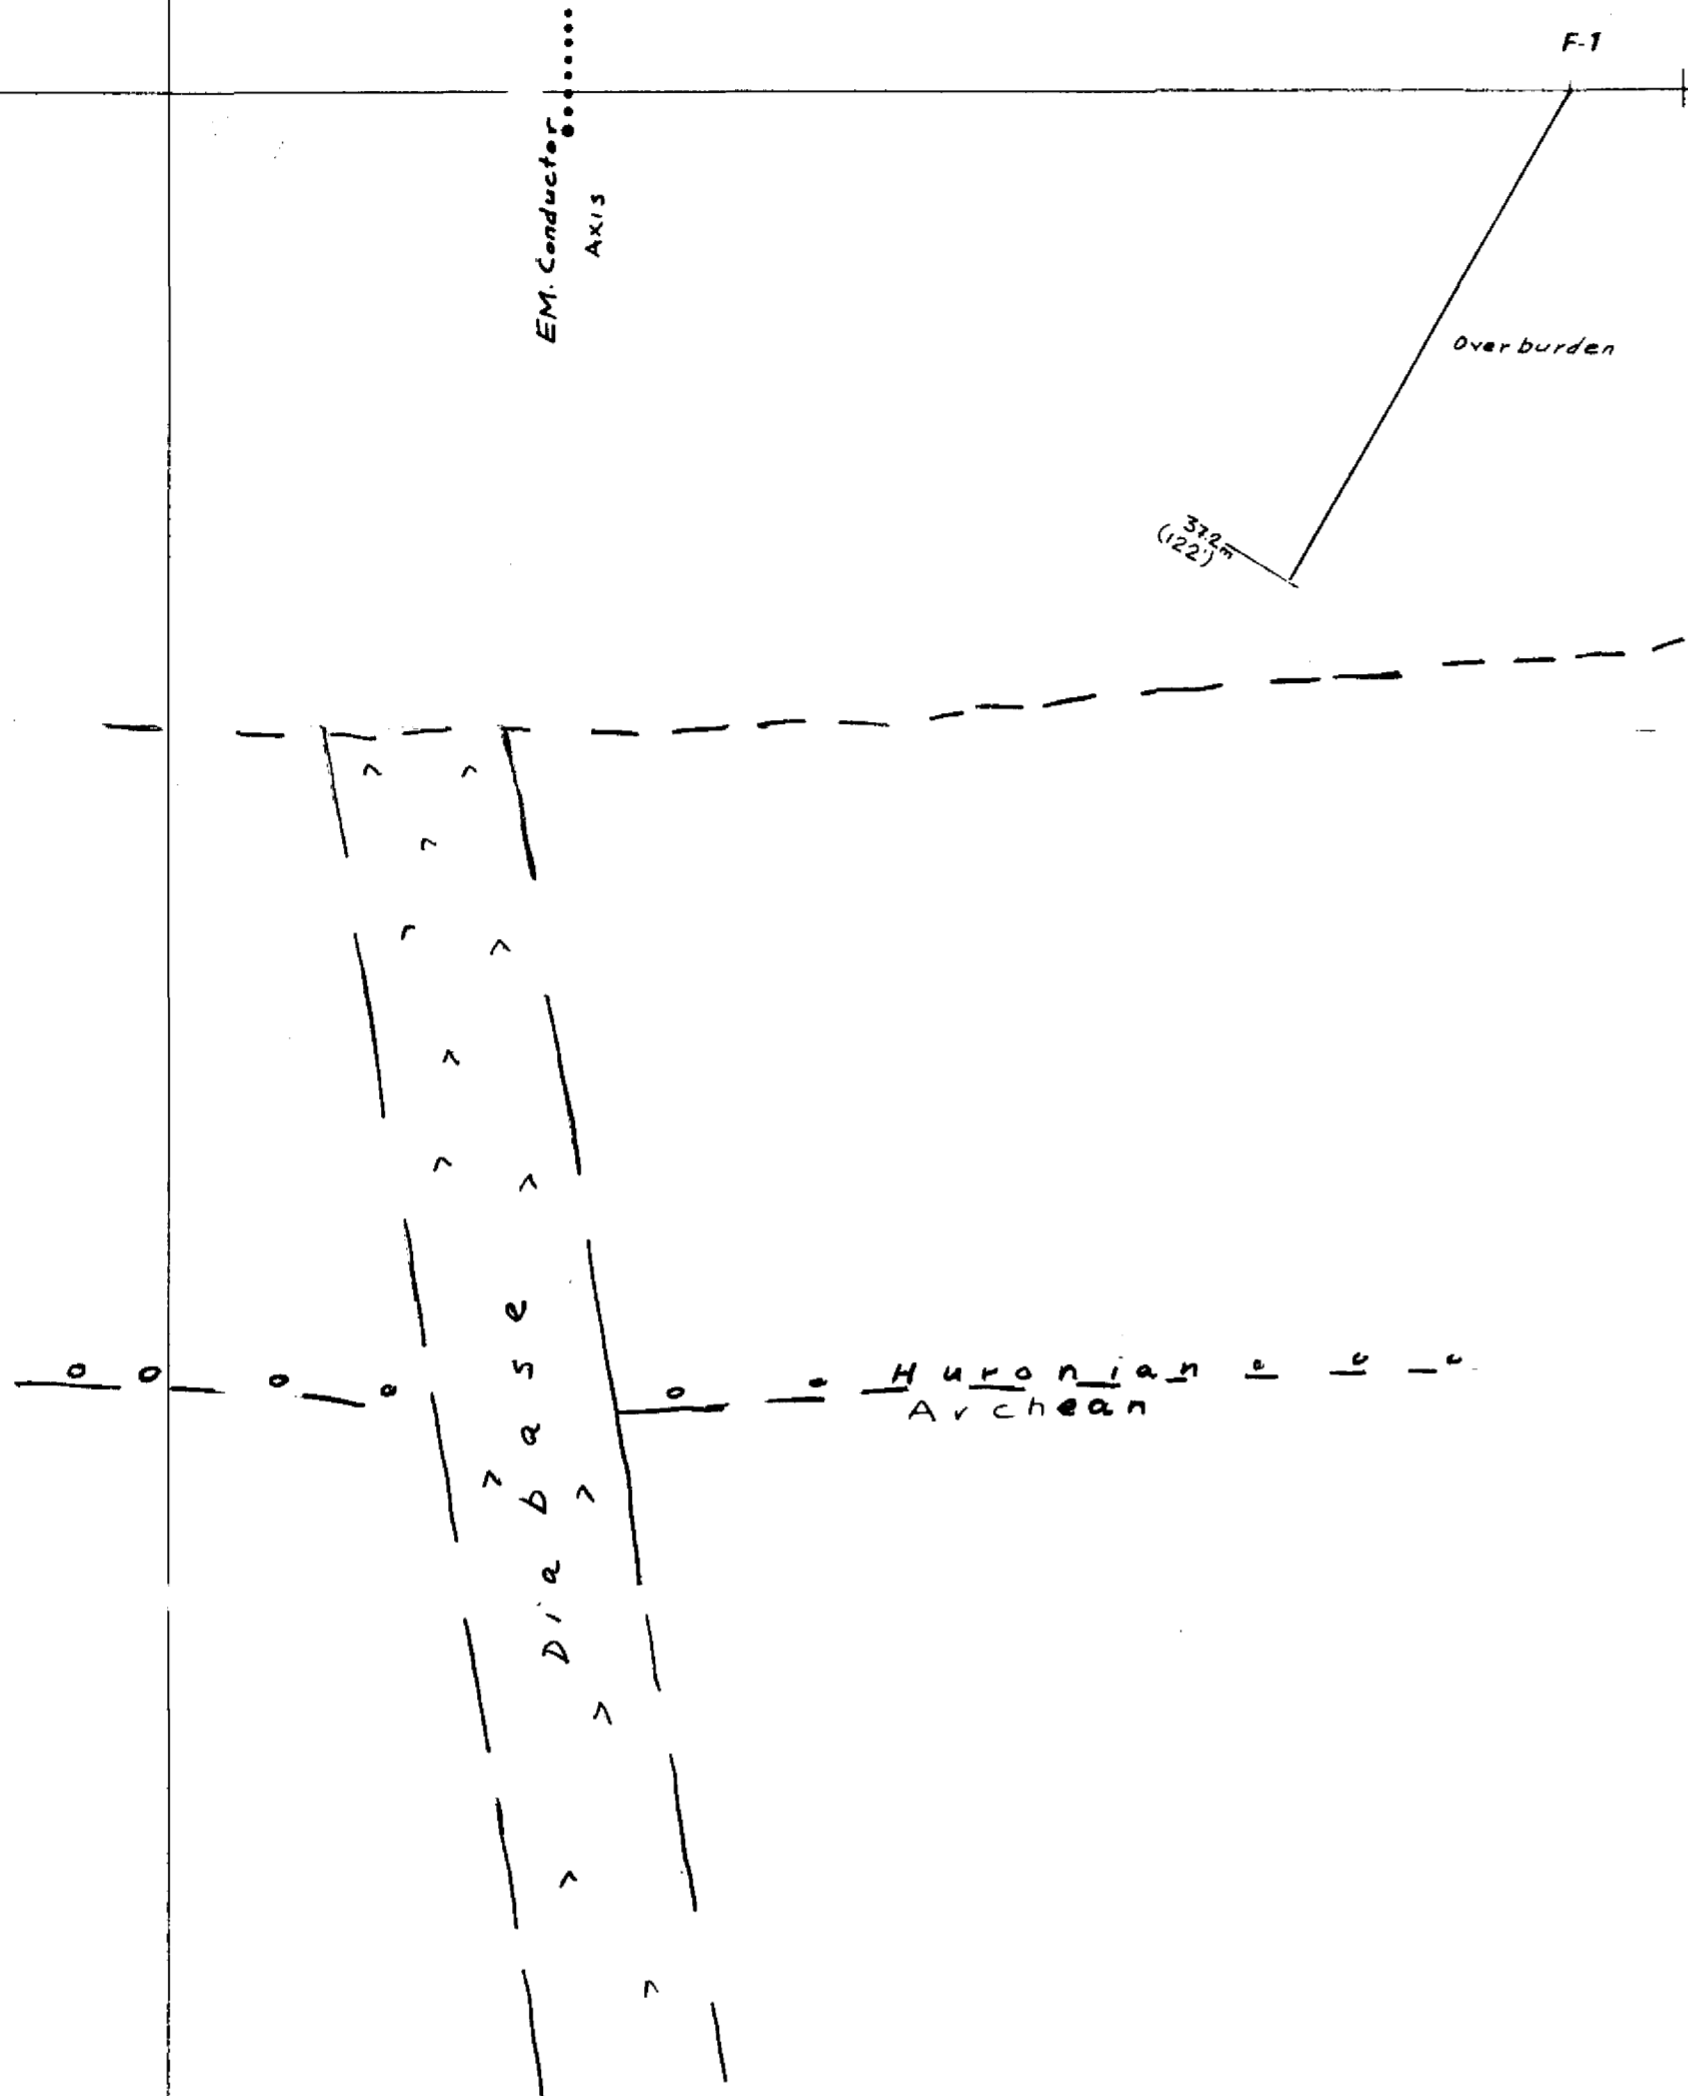 F-1
EM. Conductor
Axis
Overburden
37.2m
(122')
Huronian
Archean
Diabase